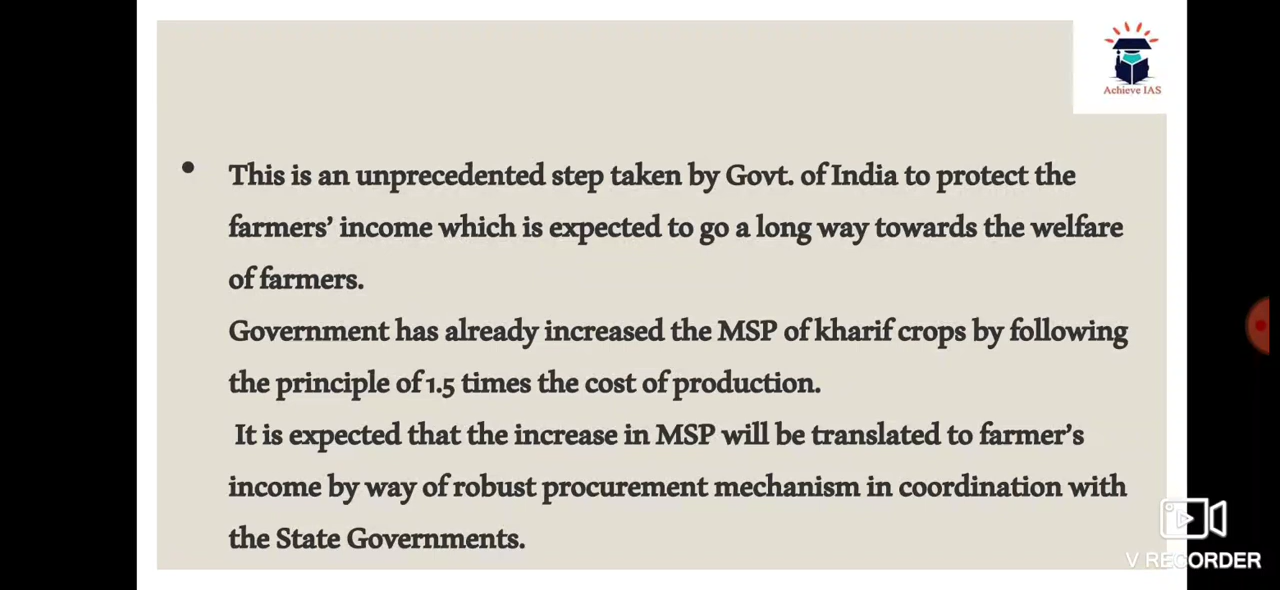 Achieve IAS
• This is an unprecedented step taken by Govt. of India to protect the
farmers’ income which is expected to go a long way towards the welfare
of farmers.
Government has already increased the MSP of kharif crops by following
the principle of 1.5 times the cost of production.
It is expected that the increase in MSP will be translated to farmer’s
income by way of robust procurement mechanism in coordination with
the State Governments.
V RECORDER